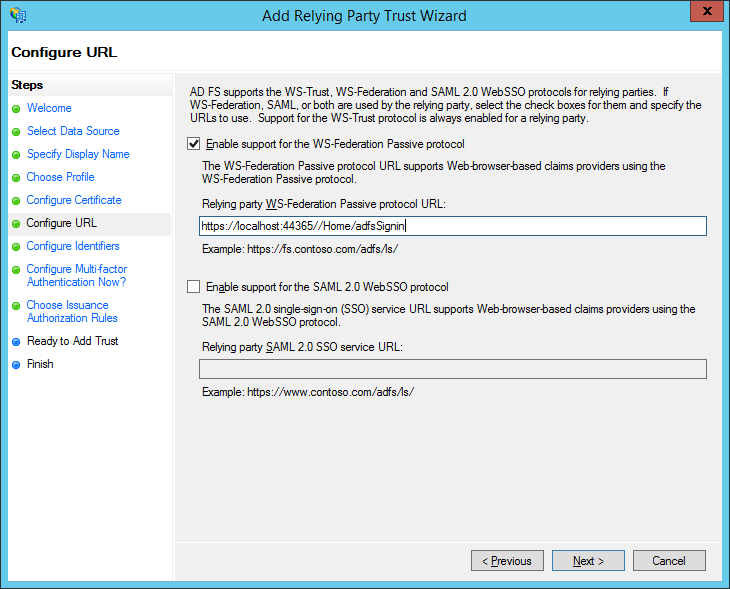 Add Relying Party Trust Wizard
x
Configure URL
Steps
Welcome
Select Data Source
Specify Display Name
Choose Profile
Configure Certificate
Configure URL
Configure Identifiers
Configure Multi-factor
Authentication Now?
Choose Issuance
Authorization Rules
Ready to Add Trust
Finish
AD FS supports the WS-Trust, WS-Federation and SAML 2.0 WebSSO protocols for relying parties. If
WS-Federation, SAML, or both are used by the relying party, select the check boxes for them and specify the
URLs to use. Support for the WS-Trust protocol is always enabled for a relying party.
Enable support for the WS-Federation Passive protocol
The WS-Federation Passive protocol URL supports Web-browser-based claims providers using the
WS-Federation Passive protocol.
Relying party WS-Federation Passive protocol URL:
https://localhost:44365//Home/adfsSignin
Example: https://fs.contoso.com/adfs/ls/
Enable support for the SAML 2.0 WebSSO protocol
The SAML 2.0 single-sign-on (SSO) service URL supports Web-browser-based claims providers using the
SAML 2.0 WebSSO protocol.
Relying party SAML 2.0 SSO service URL:
Example: https://www.contoso.com/adfs/ls/
< Previous
Next >
Cancel